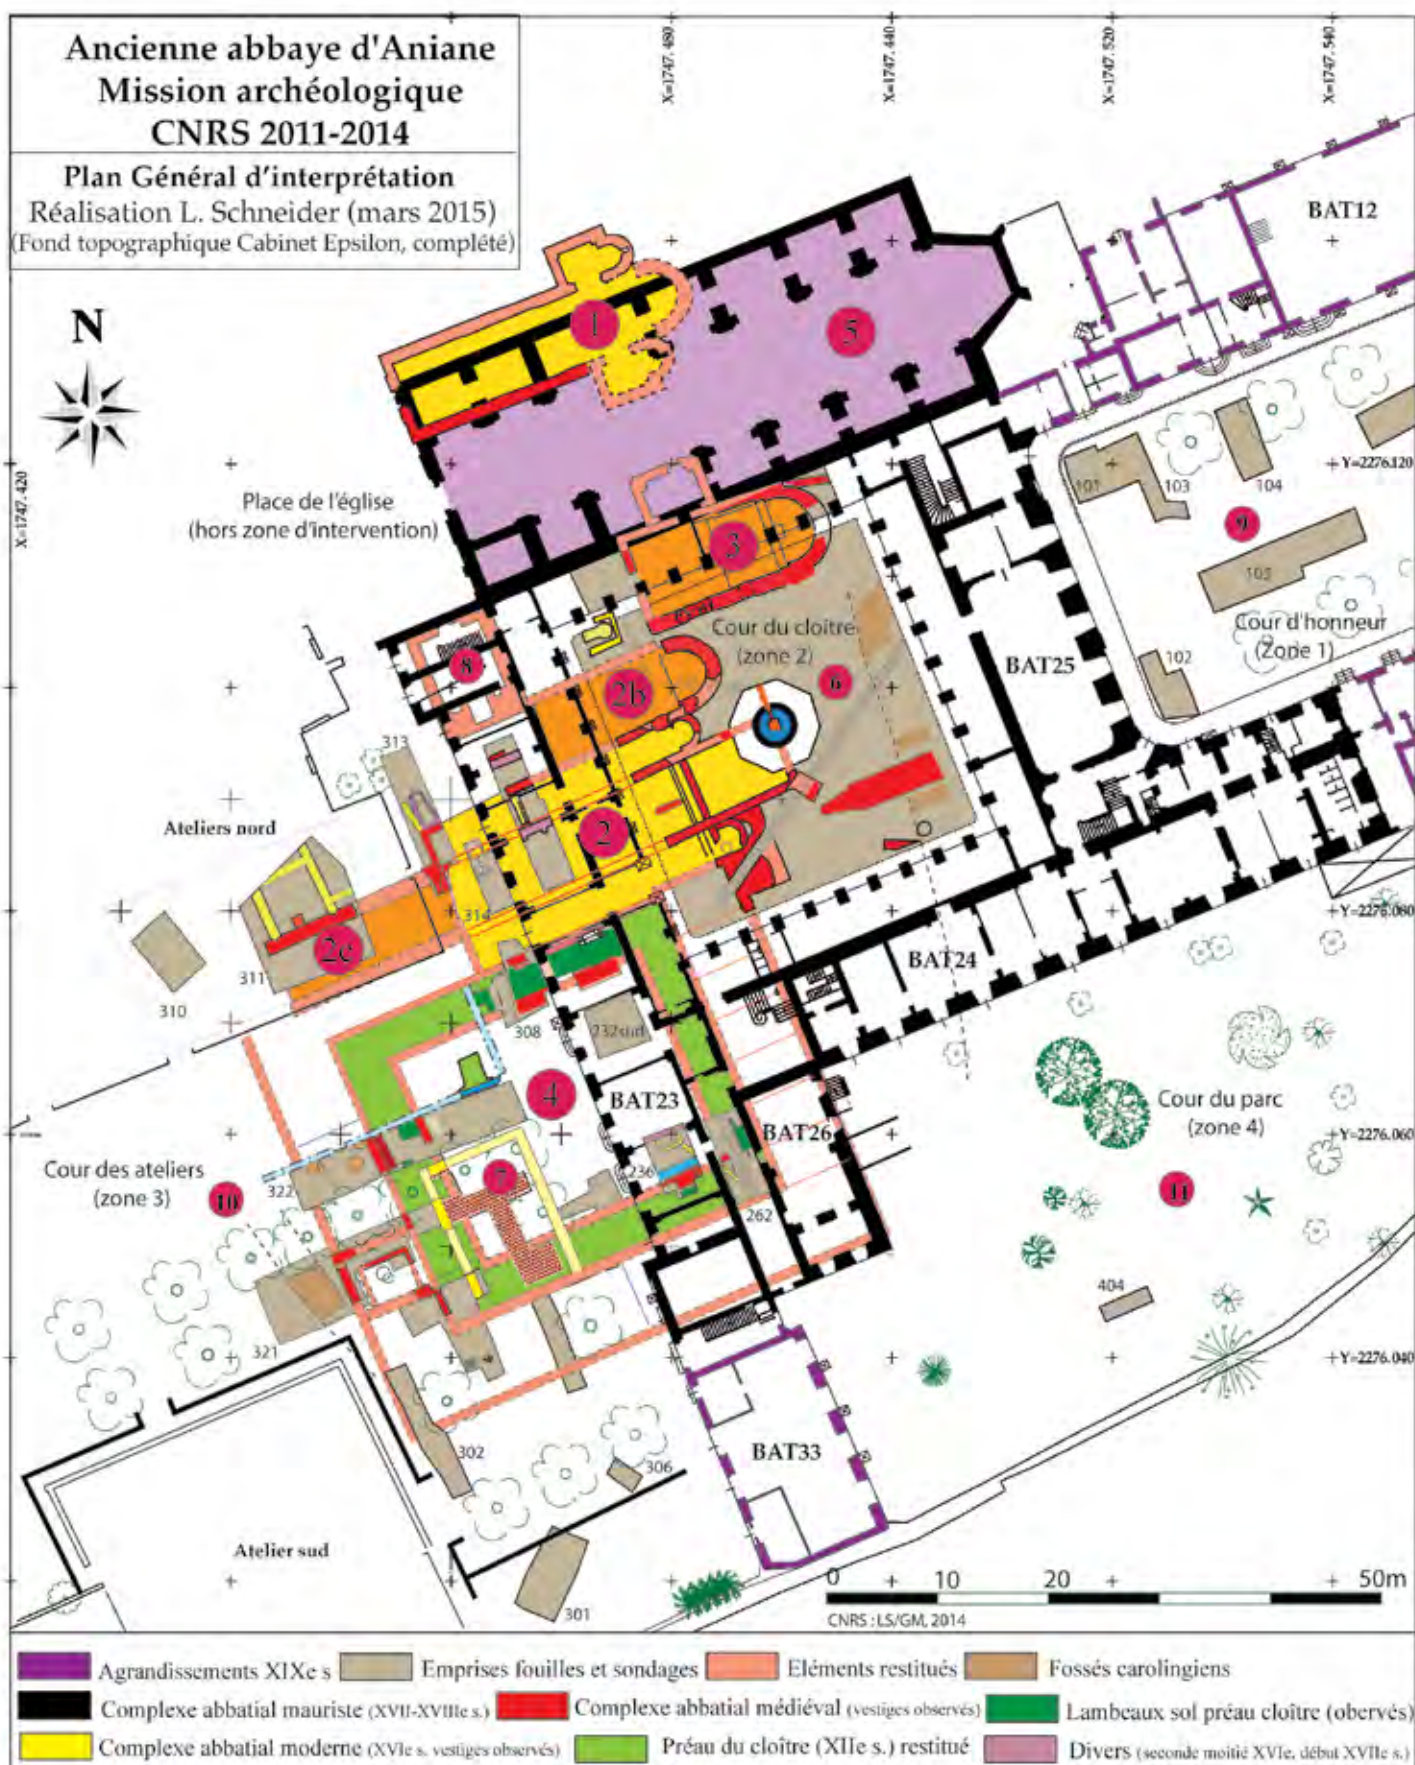 Ancienne abbaye d'Aniane
Mission archéologique
CNRS 2011-2014
Plan Général d'interprétation
Réalisation L. Schneider (mars 2015)
(Fond topographique Cabinet Epsilon, complété)
X=1747.480
X=1747.440
X=1747.520
X=1747.540
N
BAT12
1
5
X=1747.420
Place de l'église
(hors zone d'intervention)
Y=2276.120
101
103
104
9
105
3
Cour du cloître
(zone 2)
Cour d'honneur
(Zone 1)
8
2b
6
BAT25
102
313
Ateliers nord
2
314
2c
311
310
Y=2276.080
BAT24
308
232sud
4
BAT23
BAT26
Cour du parc
(zone 4)
Y=2276.060
Cour des ateliers
(zone 3)
10
322
7
236
262
11
404
321
Y=2276.040
302
306
BAT33
Atelier sud
301
0 10 20 50m
CNRS : LS/GM, 2014
Agrandissements XIXe s
Emprises fouilles et sondages
Eléments restitués
Fossés carolingiens
Complexe abbatial mauriste (XVII-XVIIIe s.)
Complexe abbatial médiéval (vestiges observés)
Lambeaux sol préau cloître (obervés)
Complexe abbatial moderne (XVIe s. vestiges observés)
Préau du cloître (XIIe s.) restitué
Divers (seconde moitié XVIe, début XVIIe s.)